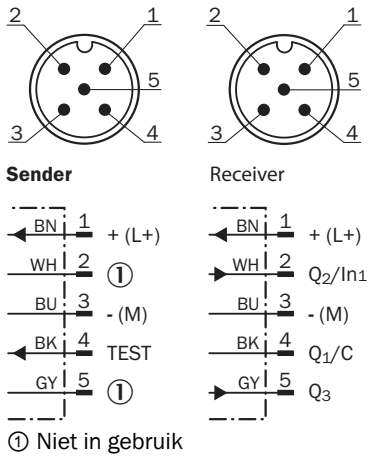 2 1
5
3 4
2 1
5
3 4
Sender
BN 1 + (L+)
WH 2 ①
BU 3 - (M)
BK 4 TEST
GY 5 ①
Receiver
BN 1 + (L+)
WH 2 Q₂/In₁
BU 3 - (M)
BK 4 Q₁/C
GY 5 Q₃
① Niet in gebruik